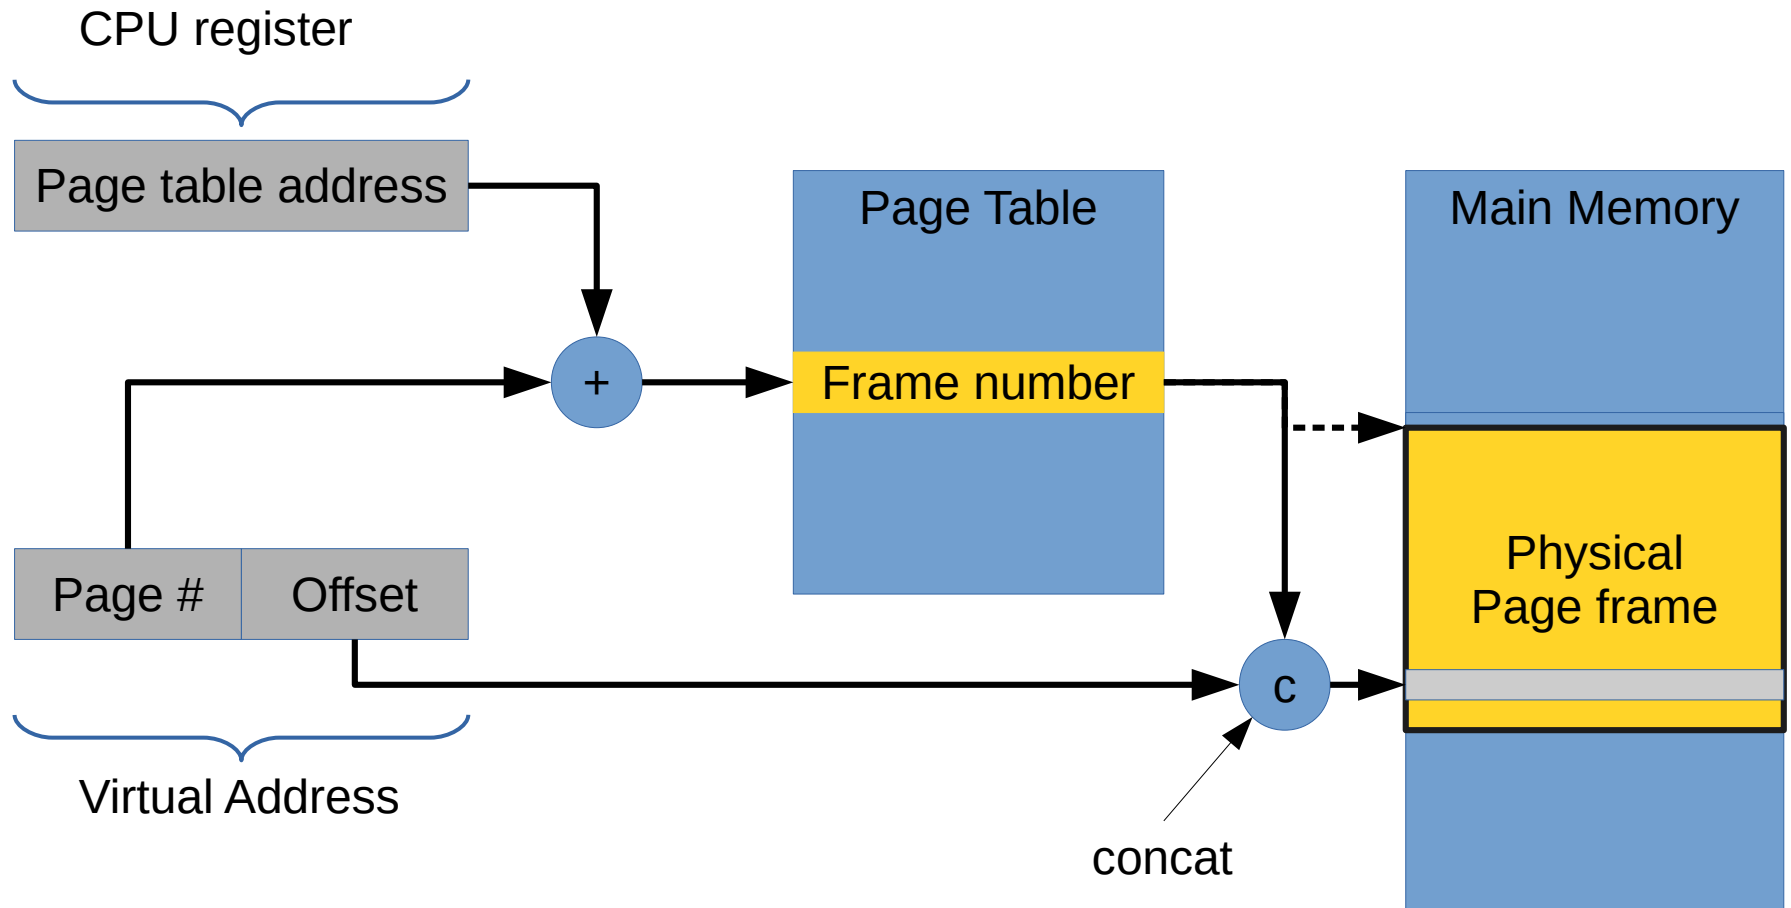 CPU register
Page table address
Page Table
Main Memory
+
Frame number
Physical
Page frame
Page #
Offset
c
Virtual Address
concat